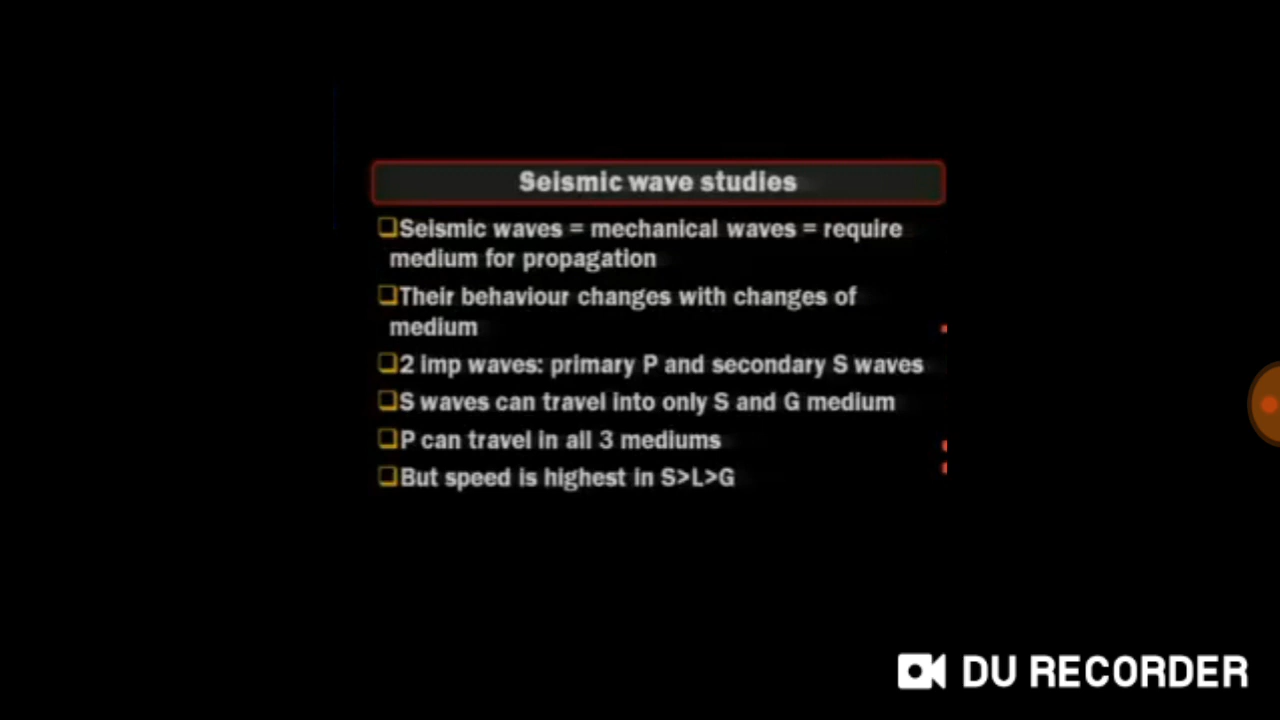 Seismic wave studies
❑Seismic waves = mechanical waves = require
medium for propagation
❑Their behaviour changes with changes of
medium
❑2 imp waves: primary P and secondary S waves
❑S waves can travel into only S and G medium
❑P can travel in all 3 mediums
❑But speed is highest in S>L>G
DU RECORDER